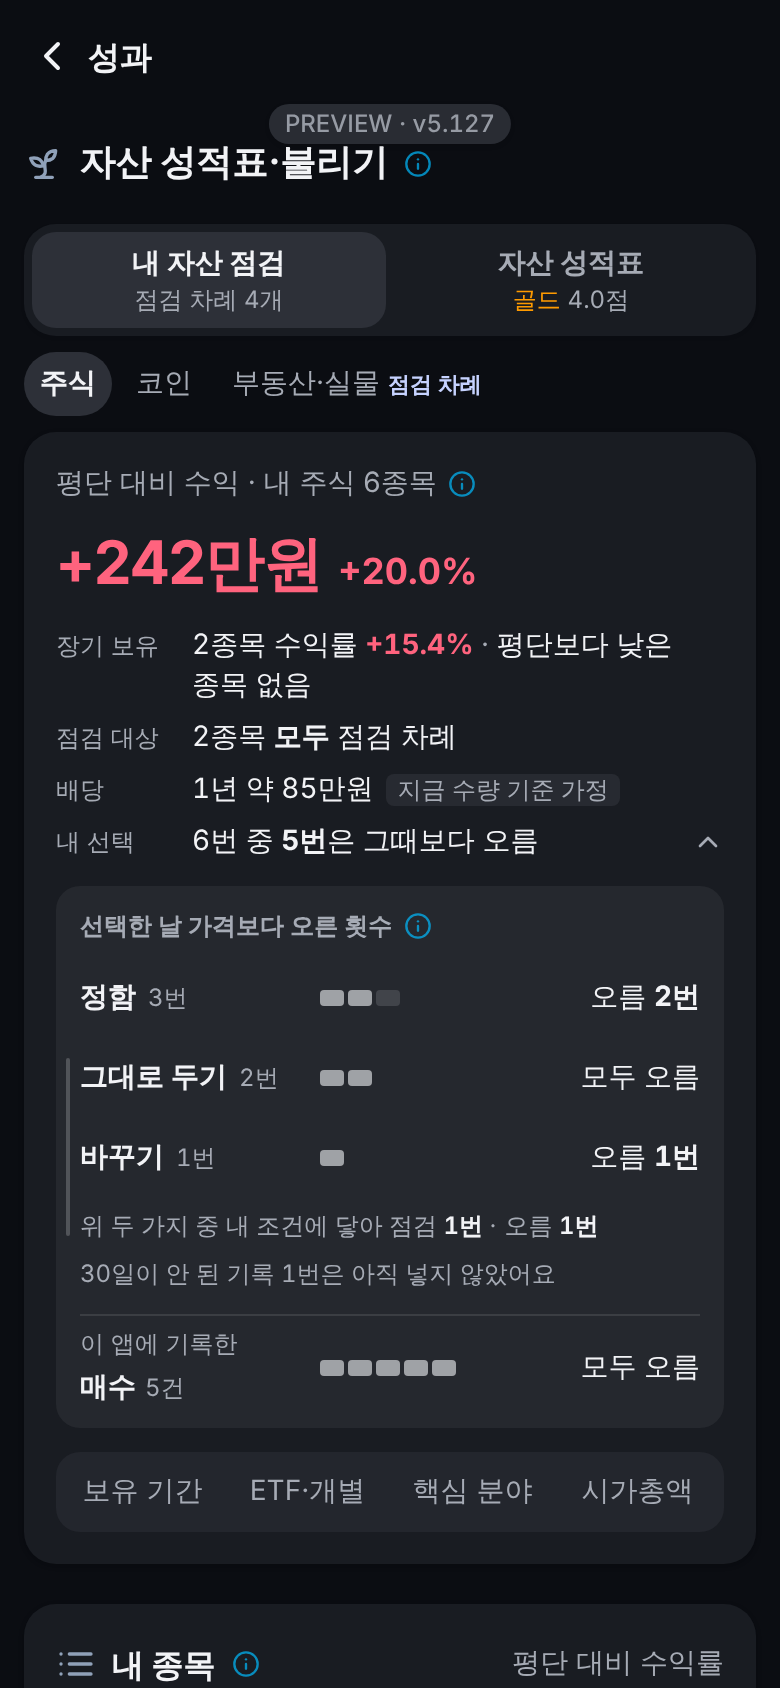 성과
PREVIEW · v5.127
자산 성적표·불리기
내 자산 점검
점검 차례 4개
자산 성적표
골드 4.0점
주식
코인
부동산·실물 점검 차례
평단 대비 수익 · 내 주식 6종목
+242만원 +20.0%
장기 보유 2종목 수익률 +15.4% · 평단보다 낮은
종목 없음
점검 대상 2종목 모두 점검 차례
배당 1년 약 85만원 지금 수량 기준 가정
내 선택 6번 중 5번은 그때보다 오름
선택한 날 가격보다 오른 횟수
정함 3번 오름 2번
그대로 두기 2번 모두 오름
바꾸기 1번 오름 1번
위 두 가지 중 내 조건에 닿아 점검 1번 · 오름 1번
30일이 안 된 기록 1번은 아직 넣지 않았어요
이 앱에 기록한
매수 5건 모두 오름
보유 기간 ETF·개별 핵심 분야 시가총액
내 종목 평단 대비 수익률